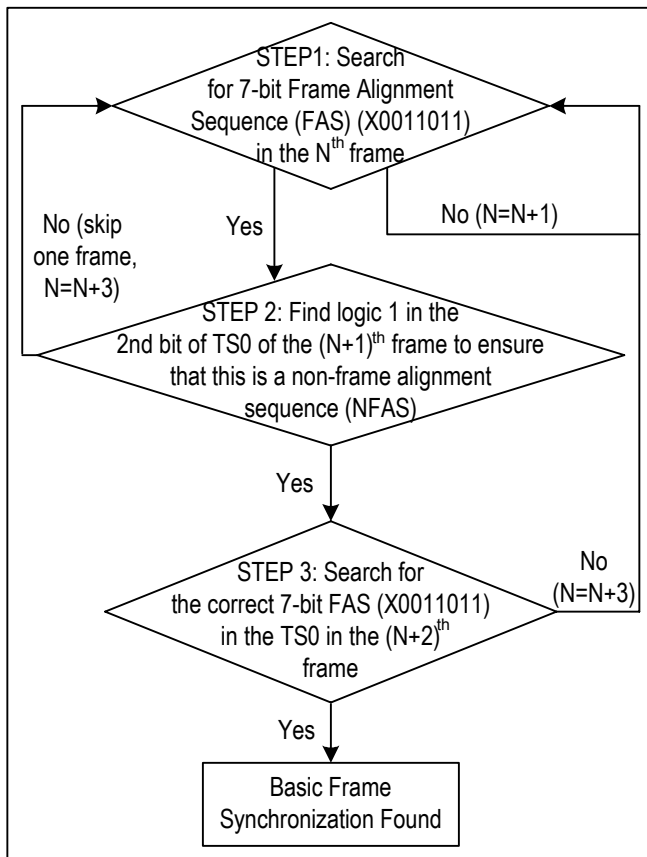 STEP1: Search
for 7-bit Frame Alignment
Sequence (FAS) (X0011011)
in the Nth frame
No (skip
one frame,
N=N+3)
Yes
No (N=N+1)
STEP 2: Find logic 1 in the
2nd bit of TS0 of the (N+1)th frame to ensure
that this is a non-frame alignment
sequence (NFAS)
Yes
STEP 3: Search for
the correct 7-bit FAS (X0011011)
in the TS0 in the (N+2)th
frame
No
(N=N+3)
Yes
Basic Frame
Synchronization Found